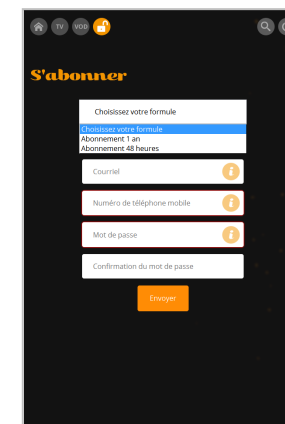 TV VOD
S'abonner
Choisissez votre formule
Choisissez votre formule
Abonnement 1 an
Abonnement 48 heures
Courriel
Numéro de téléphone mobile
Mot de passe
Confirmation du mot de passe
Envoyer